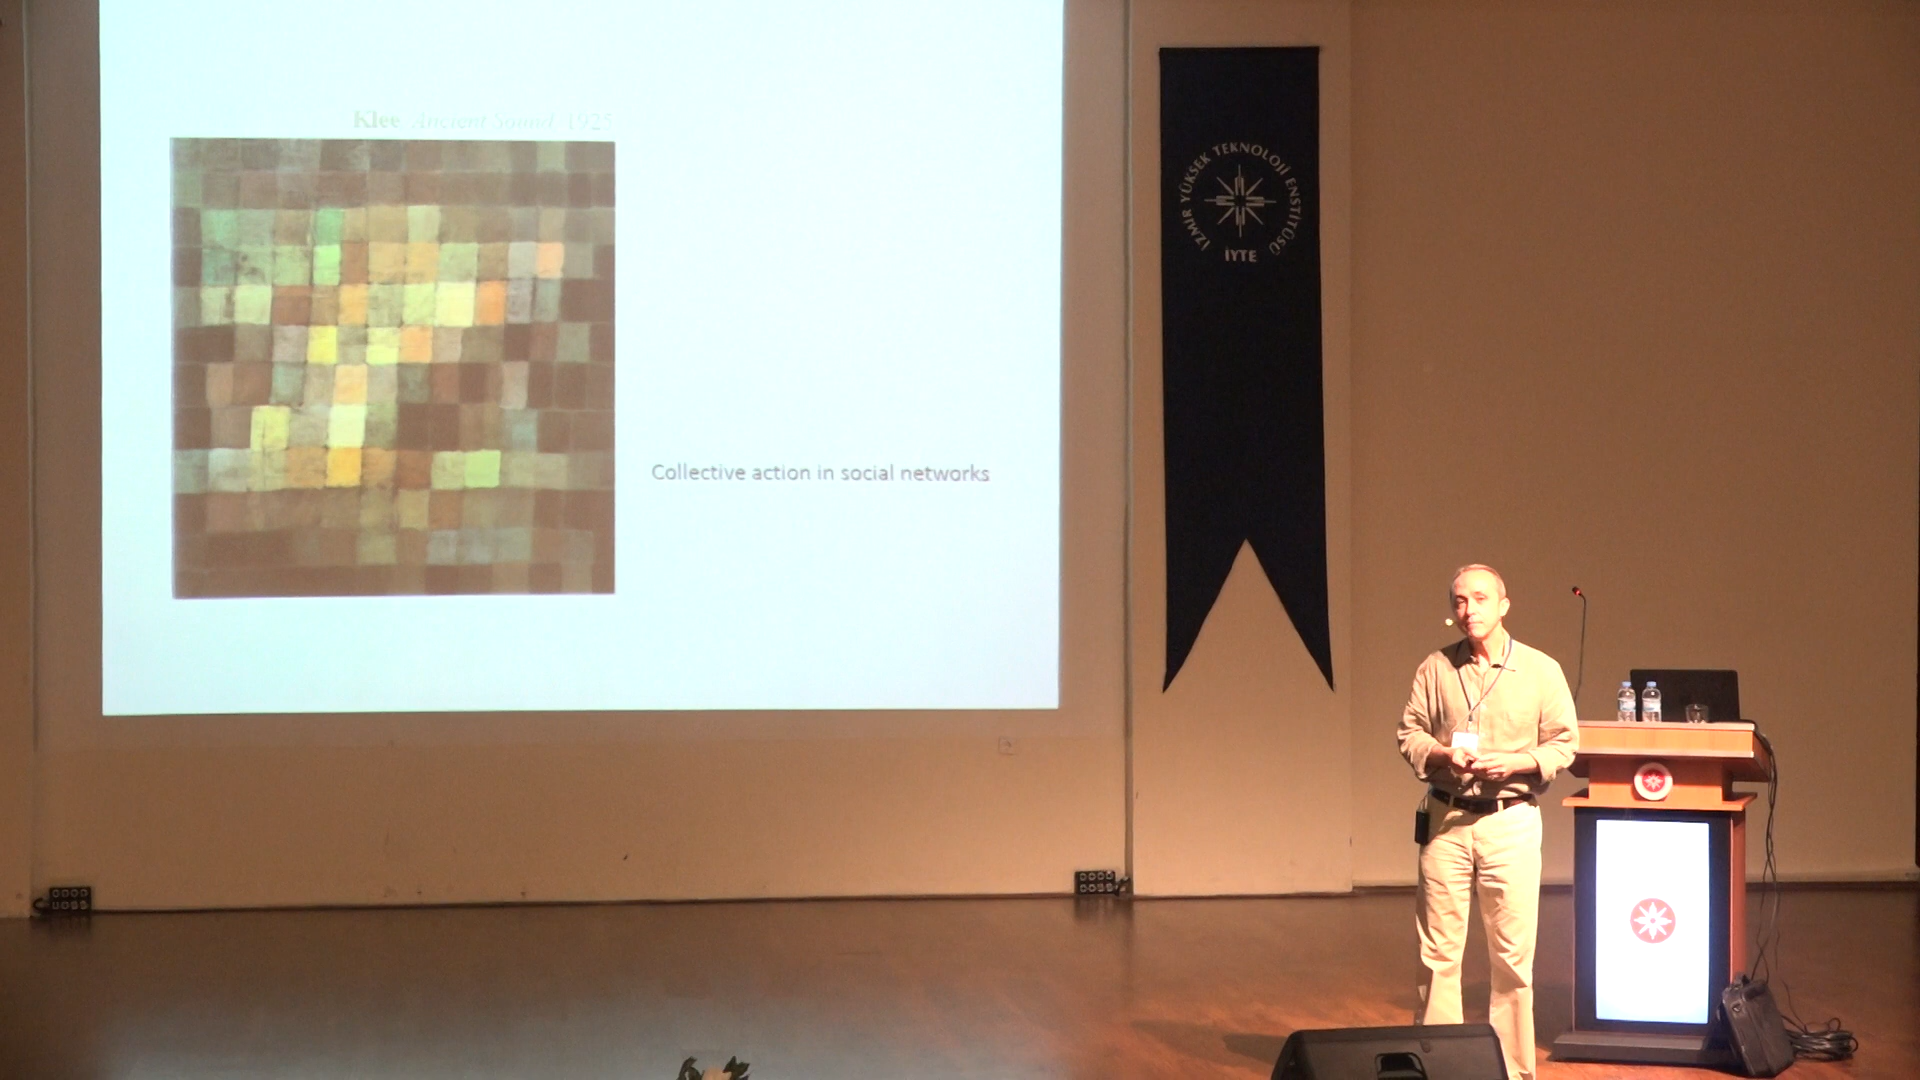 Klee Ancient Sound 1925
Collective action in social networks
İZMİR YÜKSEK TEKNOLOJİ ENSTİTÜSÜ
İYTE